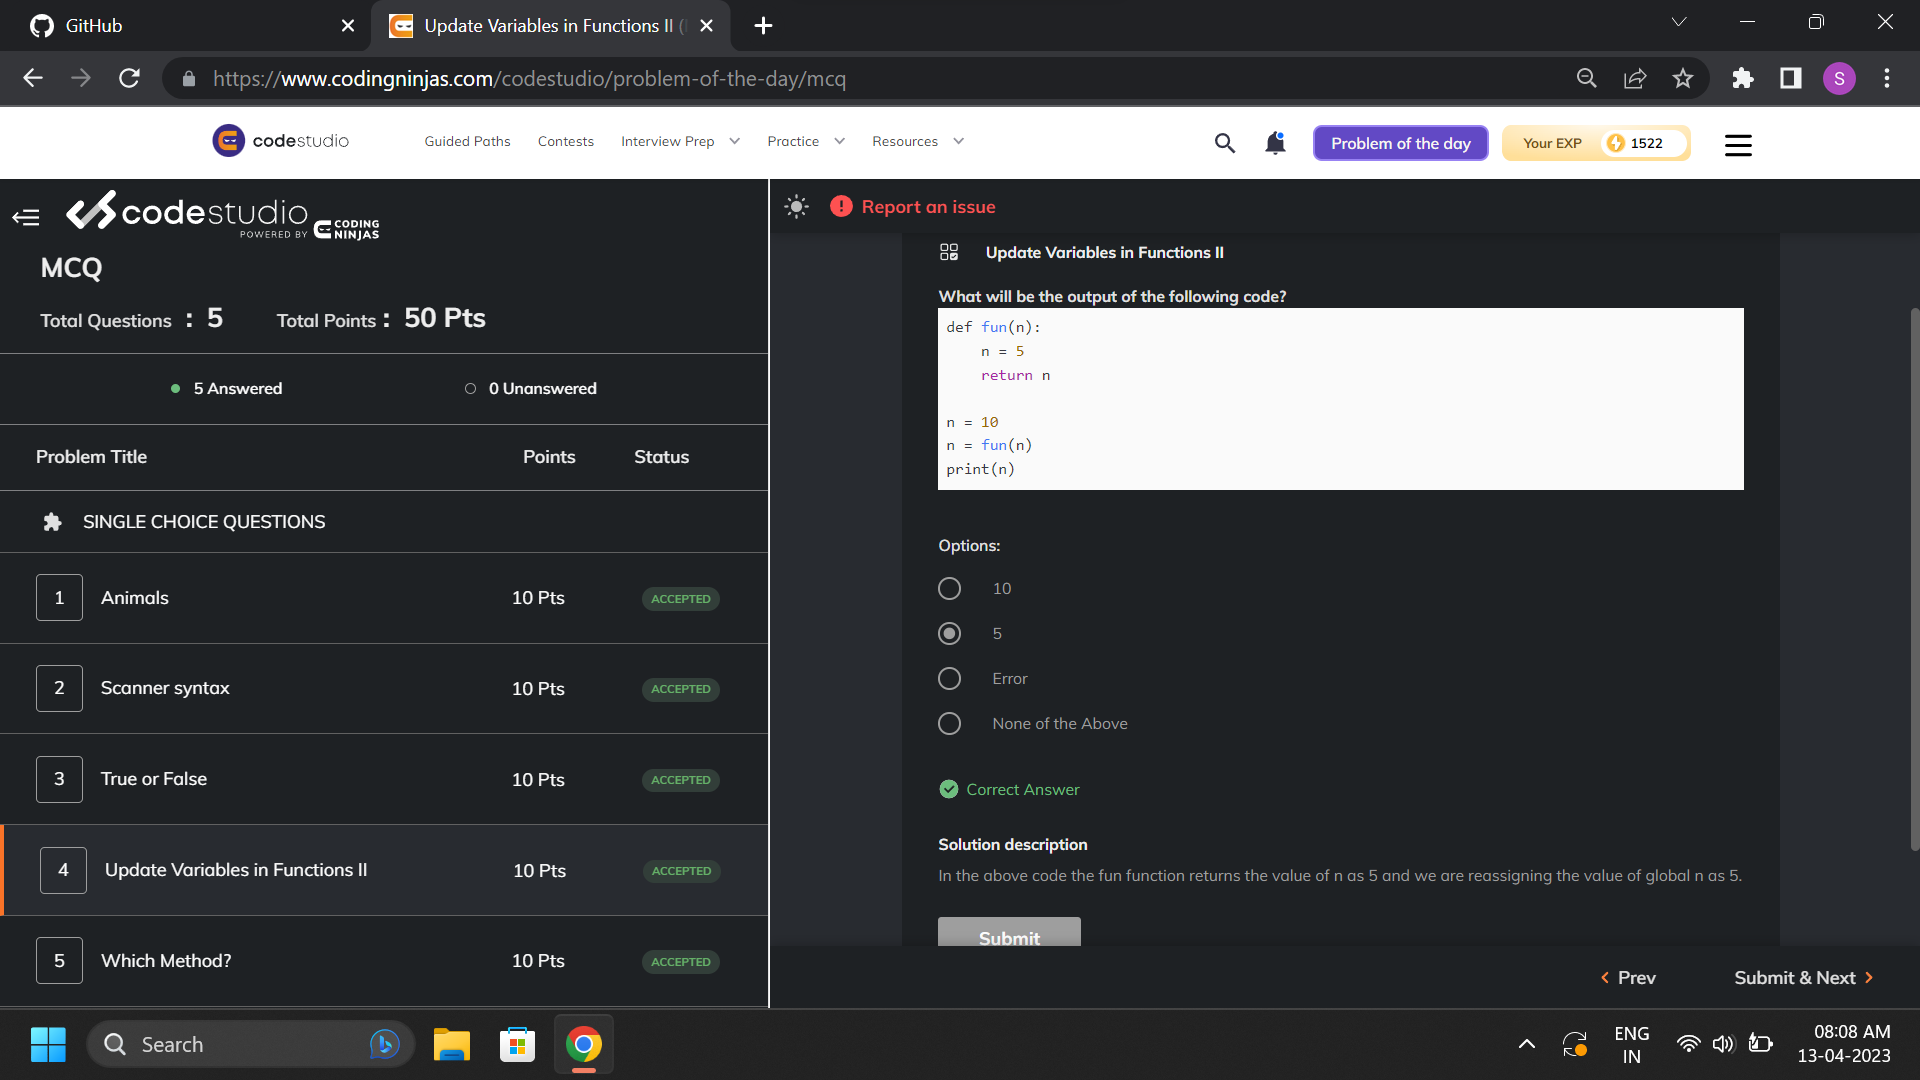 GitHub
Update Variables in Functions II (
https://www.codingninjas.com/codestudio/problem-of-the-day/mcq
S
codestudio
Guided Paths
Contests
Interview Prep
Practice
Resources
Problem of the day
Your EXP
1522
codestudio
POWERED BY CODING NINJAS
MCQ
Total Questions : 5
Total Points : 50 Pts
5 Answered
0 Unanswered
Problem Title
Points
Status
SINGLE CHOICE QUESTIONS
1
Animals
10 Pts
ACCEPTED
2
Scanner syntax
10 Pts
ACCEPTED
3
True or False
10 Pts
ACCEPTED
4
Update Variables in Functions II
10 Pts
ACCEPTED
5
Which Method?
10 Pts
ACCEPTED
Report an issue
Update Variables in Functions II
What will be the output of the following code?
def fun(n):
    n = 5
    return n
n = 10
n = fun(n)
print(n)
Options:
10
5
Error
None of the Above
Correct Answer
Solution description
In the above code the fun function returns the value of n as 5 and we are reassigning the value of global n as 5.
Submit
Prev
Submit & Next
Search
ENG
IN
08:08 AM
13-04-2023